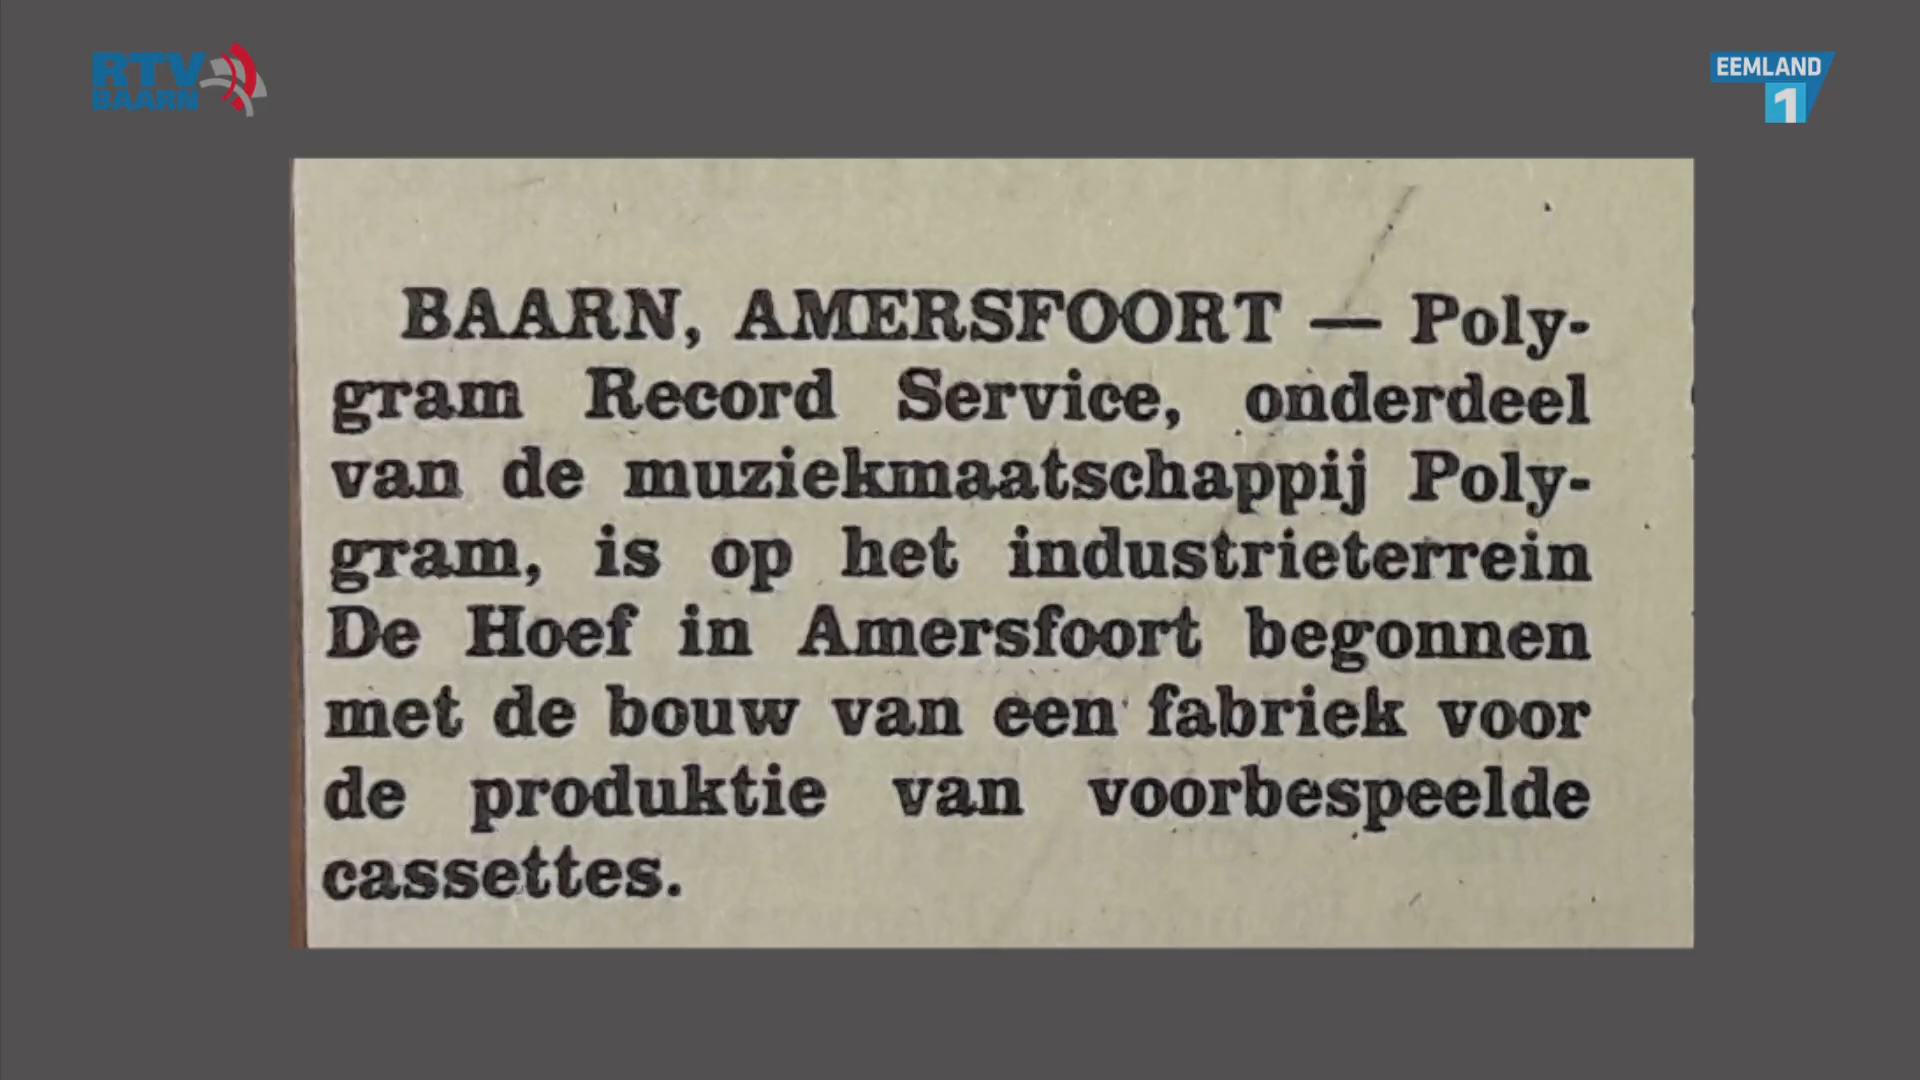 RTV
BAARN
EEMLAND
1
BAARN, AMERSFOORT — Poly-
gram Record Service, onderdeel
van de muziekmaatschappij Poly-
gram, is op het industrieterrein
De Hoef in Amersfoort begonnen
met de bouw van een fabriek voor
de produktie van voorbespeelde
cassettes.